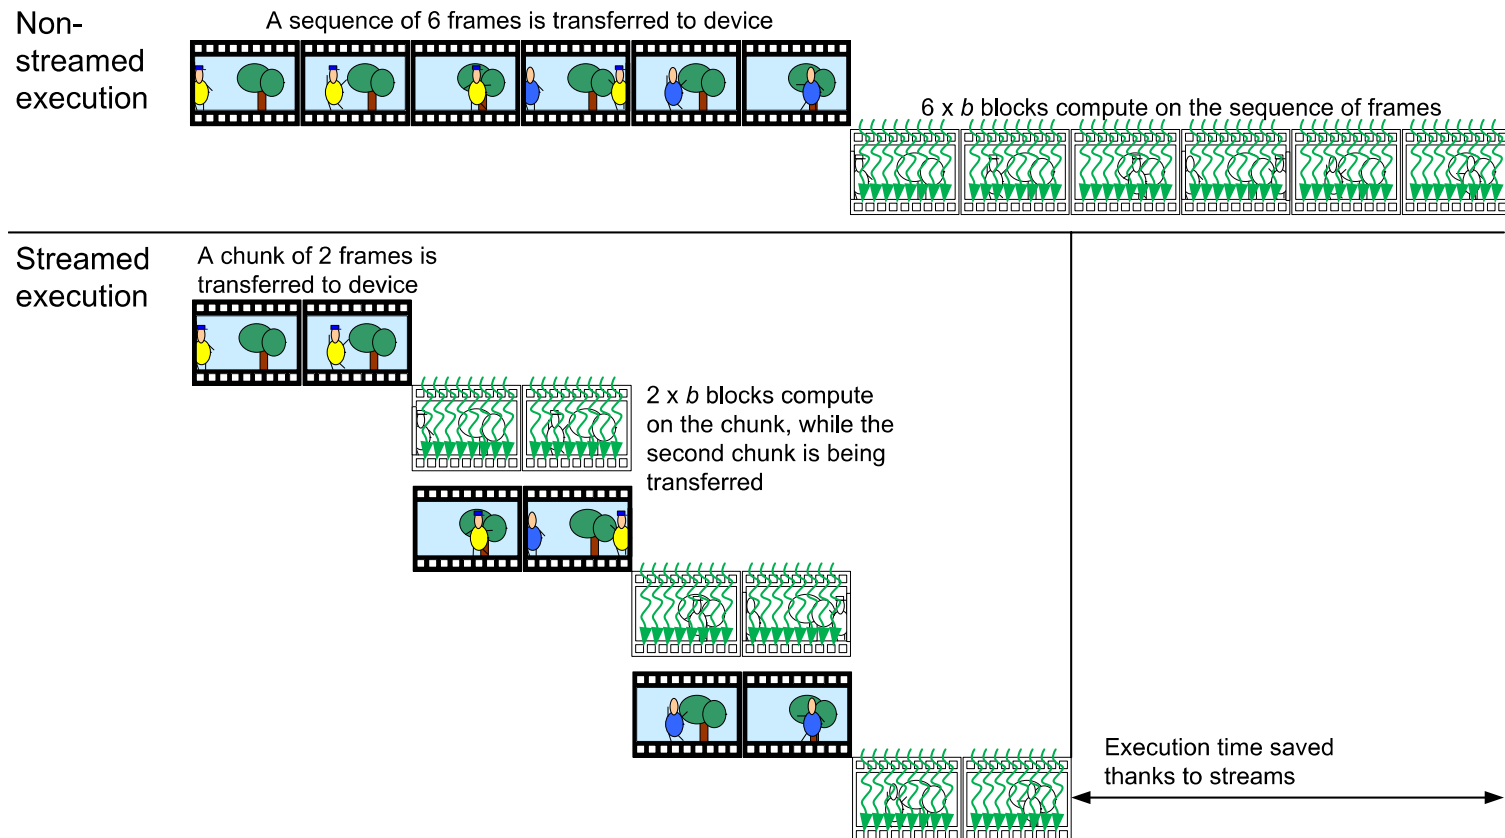 Non-
streamed
execution
A sequence of 6 frames is transferred to device
6 x b blocks compute on the sequence of frames
Streamed
execution
A chunk of 2 frames is
transferred to device
2 x b blocks compute
on the chunk, while the
second chunk is being
transferred
Execution time saved
thanks to streams